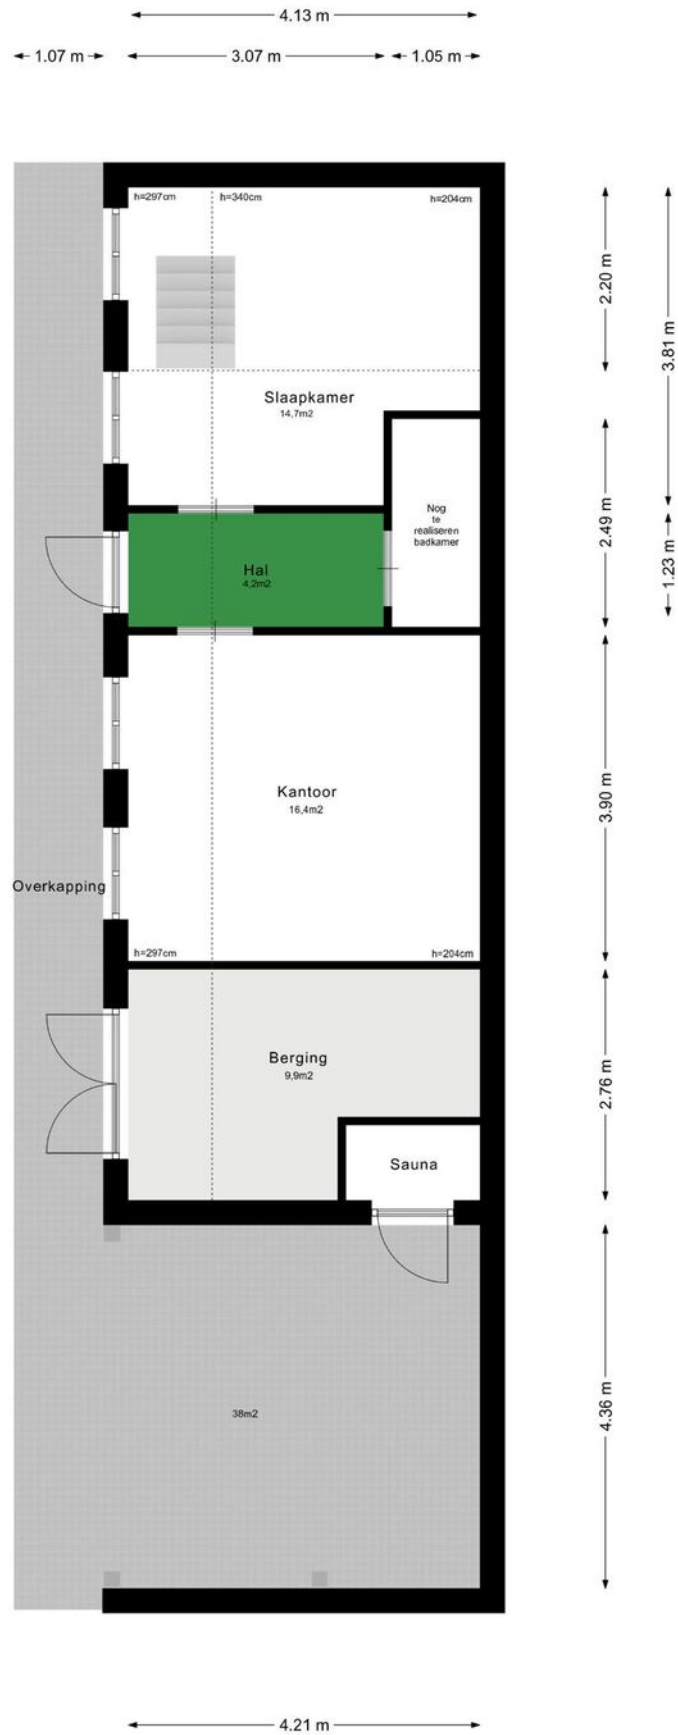 4.13 m
1.07 m
3.07 m
1.05 m
h=297cm
h=340cm
h=204cm
2.20 m
3.81 m
Slaapkamer
14,7m2
Nog
te
realiseren
badkamer
2.49 m
1.23 m
Hal
4,2m2
Kantoor
16,4m2
3.90 m
Overkapping
h=297cm
h=204cm
Berging
9,9m2
2.76 m
Sauna
38m2
4.36 m
4.21 m